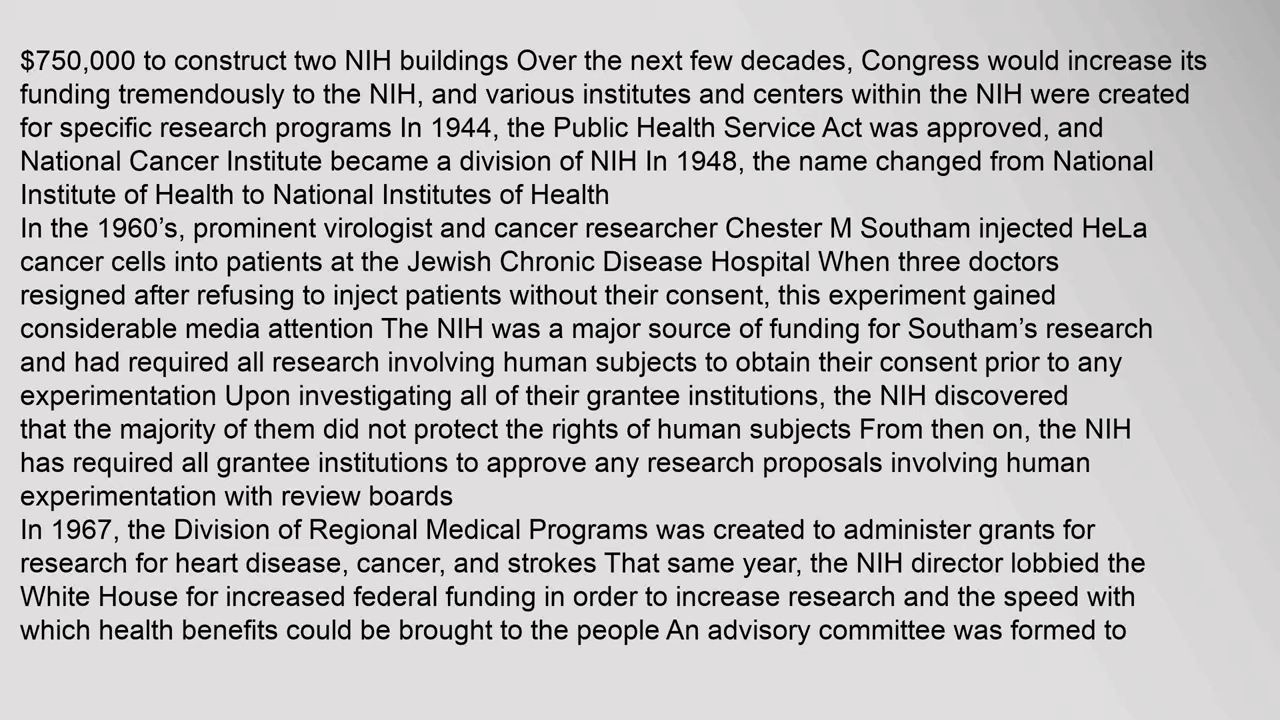 $750,000 to construct two NIH buildings Over the next few decades, Congress would increase its
funding tremendously to the NIH, and various institutes and centers within the NIH were created
for specific research programs In 1944, the Public Health Service Act was approved, and
National Cancer Institute became a division of NIH In 1948, the name changed from National
Institute of Health to National Institutes of Health
In the 1960’s, prominent virologist and cancer researcher Chester M Southam injected HeLa
cancer cells into patients at the Jewish Chronic Disease Hospital When three doctors
resigned after refusing to inject patients without their consent, this experiment gained
considerable media attention The NIH was a major source of funding for Southam’s research
and had required all research involving human subjects to obtain their consent prior to any
experimentation Upon investigating all of their grantee institutions, the NIH discovered
that the majority of them did not protect the rights of human subjects From then on, the NIH
has required all grantee institutions to approve any research proposals involving human
experimentation with review boards
In 1967, the Division of Regional Medical Programs was created to administer grants for
research for heart disease, cancer, and strokes That same year, the NIH director lobbied the
White House for increased federal funding in order to increase research and the speed with
which health benefits could be brought to the people An advisory committee was formed to